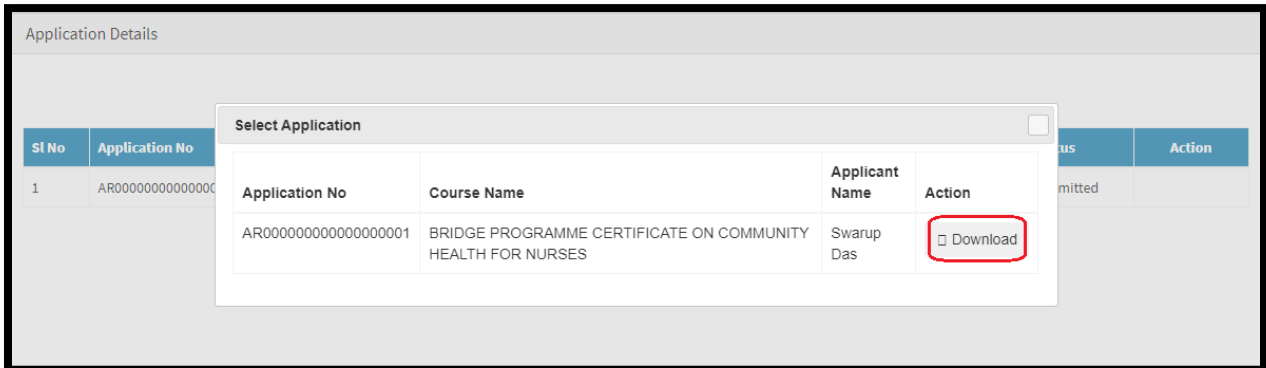 Application Details
Select Application
Sl No Application No tus Action
1 AR00000000000000 mitted
Application No Course Name Applicant Name Action
AR000000000000000001 BRIDGE PROGRAMME CERTIFICATE ON COMMUNITY HEALTH FOR NURSES Swarup Das Download